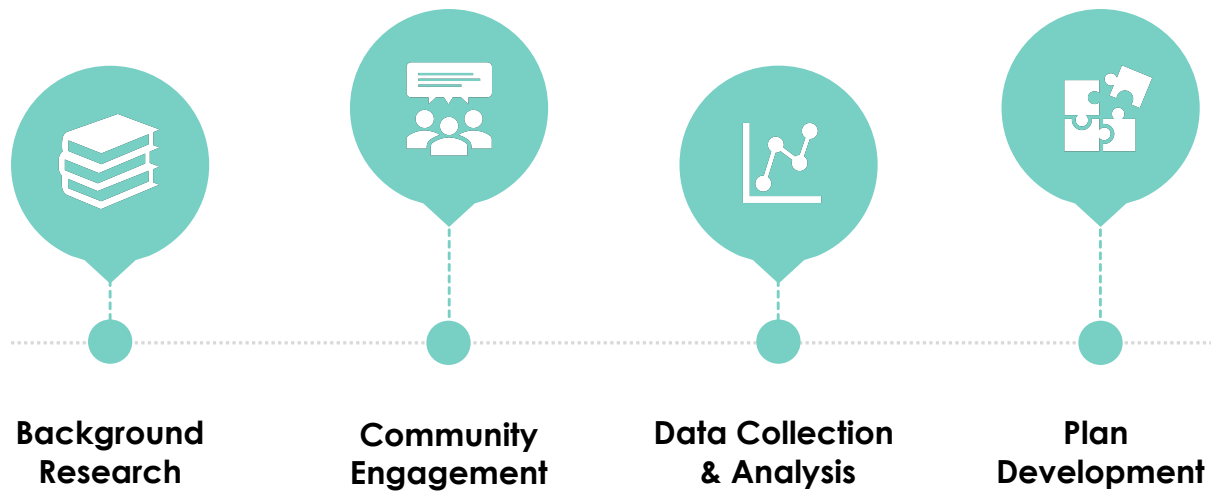 Background
Research
Community
Engagement
Data Collection
& Analysis
Plan
Development